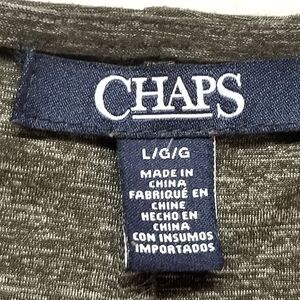 CHAPS
L/G/G
MADE IN
CHINA
FABRIQUÉ EN
CHINE
HECHO EN
CHINA
CON INSUMOS
IMPORTADOS